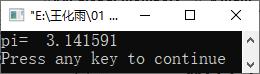 "E:\王化雨\01 ...
pi=  3.141591
Press any key to continue